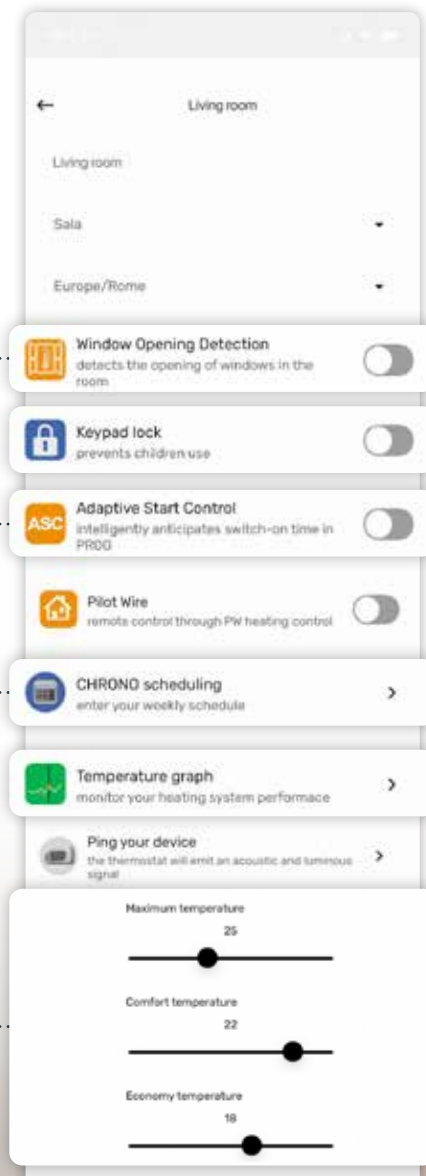 Living room
Living room
Sala
Europe/Rome
Window Opening Detection
detects the opening of windows in the
room
Keypad lock
prevents children use
ASC
Adaptive Start Control
intelligently anticipates switch-on time in
PROG
Pilot Wire
remote control through PW heating control
CHRONO scheduling
enter your weekly schedule
Temperature graph
monitor your heating system performace
Ping your device
the thermostat will emit an acoustic and luminous
signal
Maximum temperature
25
Comfort temperature
22
Economy temperature
18